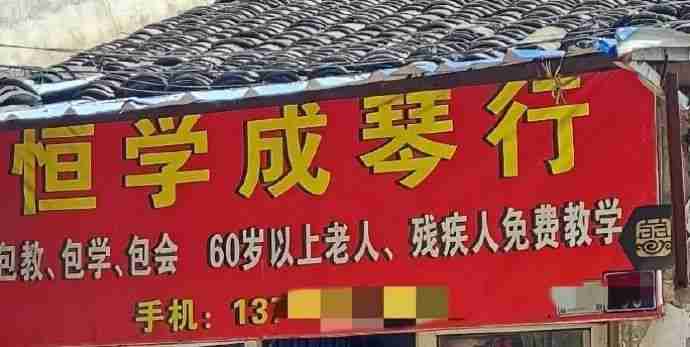 恒学成琴行
包教、包学、包会 60岁以上老人、残疾人免费教学
手机：137